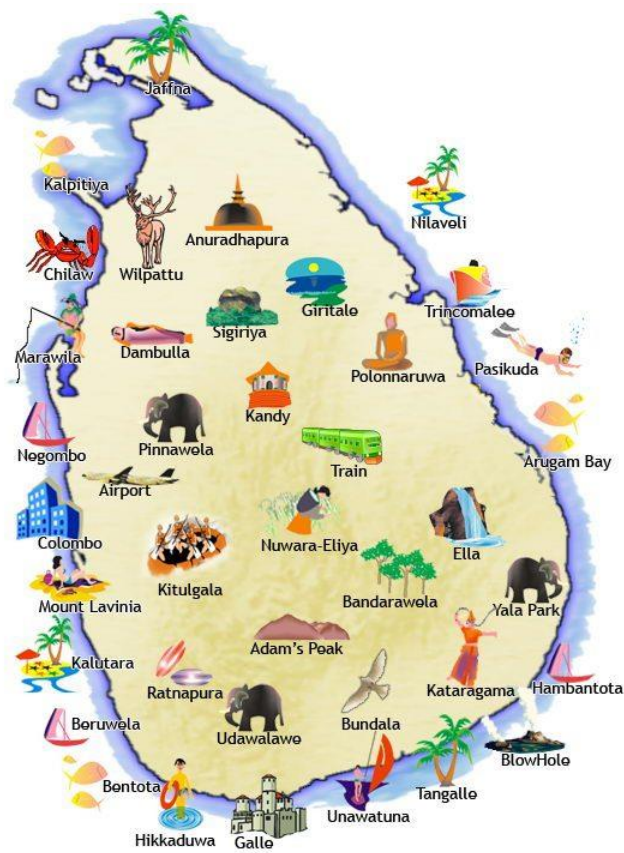 Jaffna
Kalpitiya
Nilaveli
Anuradhapura
Chilaw
Wilpattu
Giritale
Trincomalee
Sigiriya
Marawila
Dambulla
Polonnaruwa
Pasikuda
Kandy
Pinnawela
Negombo
Train
Arugam Bay
Airport
Colombo
Nuwara-Eliya
Ella
Kitulgala
Mount Lavinia
Bandarawela
Yala Park
Adam's Peak
Kalutara
Ratnapura
Kataragama
Hambantota
Beruwela
Udawalawe
Bundala
BlowHole
Bentota
Tangalle
Unawatuna
Hikkaduwa
Galle